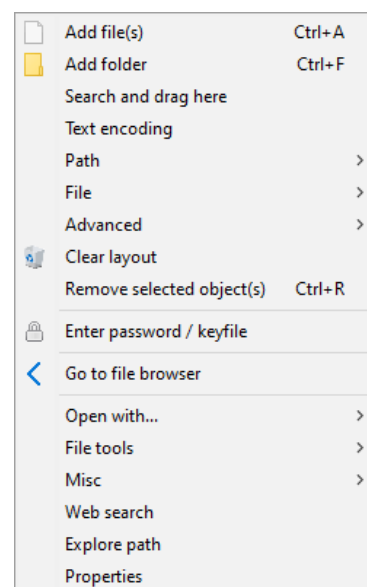 Add file(s) Ctrl+A
Add folder Ctrl+F
Search and drag here
Text encoding
Path
File
Advanced
Clear layout
Remove selected object(s) Ctrl+R
Enter password / keyfile
Go to file browser
Open with...
File tools
Misc
Web search
Explore path
Properties